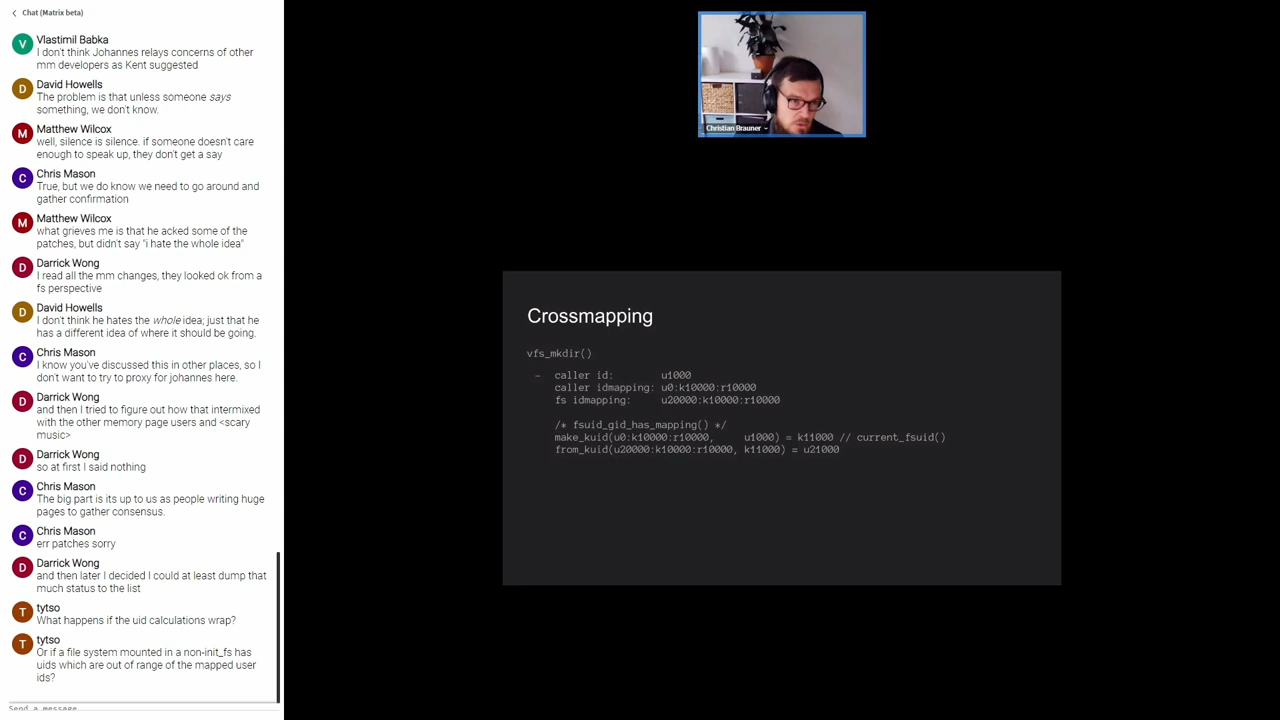 Chat (Matrix beta)
V
Vlastimil Babka
I don't think Johannes relays concerns of other
mm developers as Kent suggested
D
David Howells
The problem is that unless someone says
something, we don't know.
M
Matthew Wilcox
well, silence is silence. if someone doesn't care
enough to speak up, they don't get a say
C
Chris Mason
True, but we do know we need to go around and
gather confirmation
M
Matthew Wilcox
what grieves me is that he acked some of the
patches, but didn't say "i hate the whole idea"
D
Darrick Wong
I read all the mm changes, they looked ok from a
fs perspective
D
David Howells
I don't think he hates the whole idea; just that he
has a different idea of where it should be going.
C
Chris Mason
I know you've discussed this in other places, so I
don't want to try to proxy for johannes here.
D
Darrick Wong
and then I tried to figure out how that intermixed
with the other memory page users and <scary
music>
D
Darrick Wong
so at first I said nothing
C
Chris Mason
The big part is its up to us as people writing huge
pages to gather consensus.
C
Chris Mason
err patches sorry
D
Darrick Wong
and then later I decided I could at least dump that
much status to the list
T
tytso
What happens if the uid calculations wrap?
T
tytso
Or if a file system mounted in a non-init_fs has
uids which are out of range of the mapped user
ids?
Send a message
Christian Brauner
Crossmapping
vfs_mkdir()
- caller id: u1000
caller idmapping: u0:k10000:r10000
fs idmapping: u20000:k10000:r10000
/* fsuid_gid_has_mapping() */
make_kuid(u0:k10000:r10000, u1000) = k11000 // current_fsuid()
from_kuid(u20000:k10000:r10000, k11000) = u21000